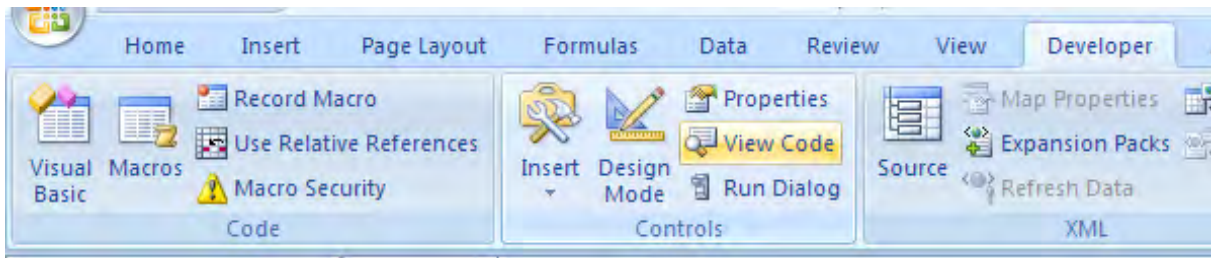 Home Insert Page Layout Formulas Data Review View Developer
Visual Basic
Macros
Record Macro
Use Relative References
Macro Security
Code
Insert
Design Mode
Properties
View Code
Run Dialog
Controls
Source
Map Properties
Expansion Packs
Refresh Data
XML